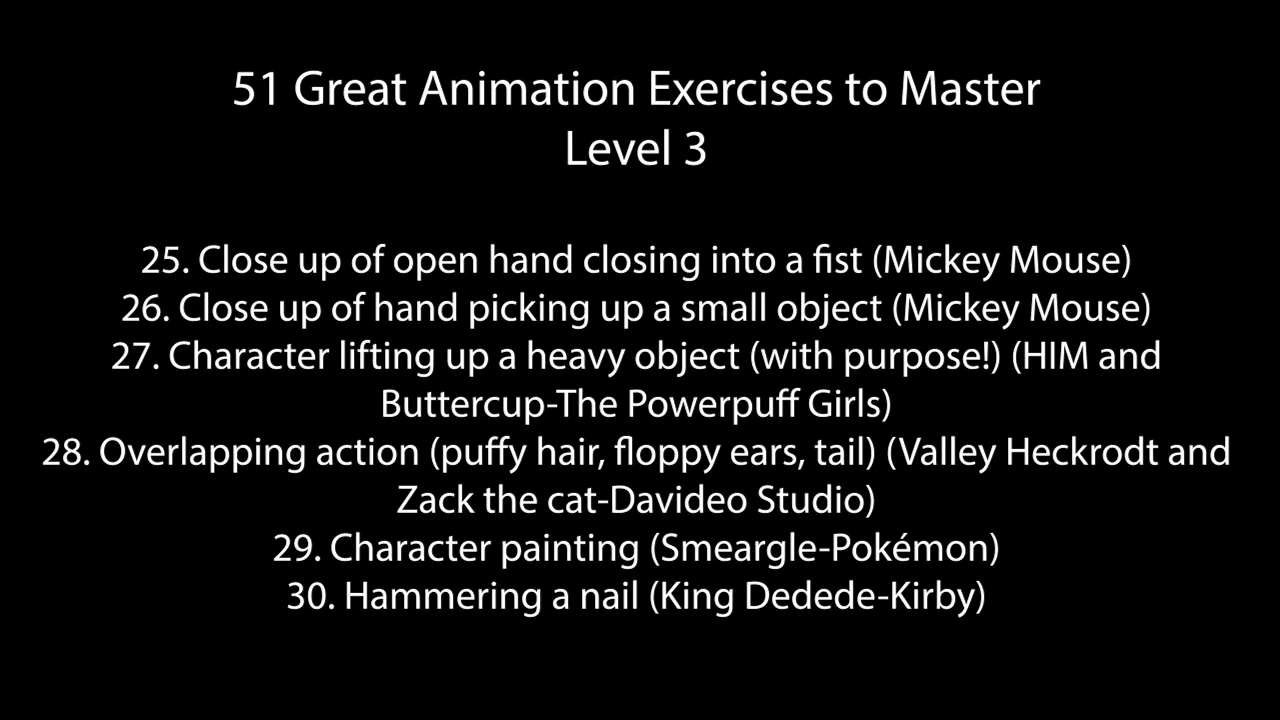 51 Great Animation Exercises to Master
Level 3
25. Close up of open hand closing into a fist (Mickey Mouse)
26. Close up of hand picking up a small object (Mickey Mouse)
27. Character lifting up a heavy object (with purpose!) (HIM and
Buttercup-The Powerpuff Girls)
28. Overlapping action (puffy hair, floppy ears, tail) (Valley Heckrodt and
Zack the cat-Davideo Studio)
29. Character painting (Smeargle-Pokémon)
30. Hammering a nail (King Dedede-Kirby)